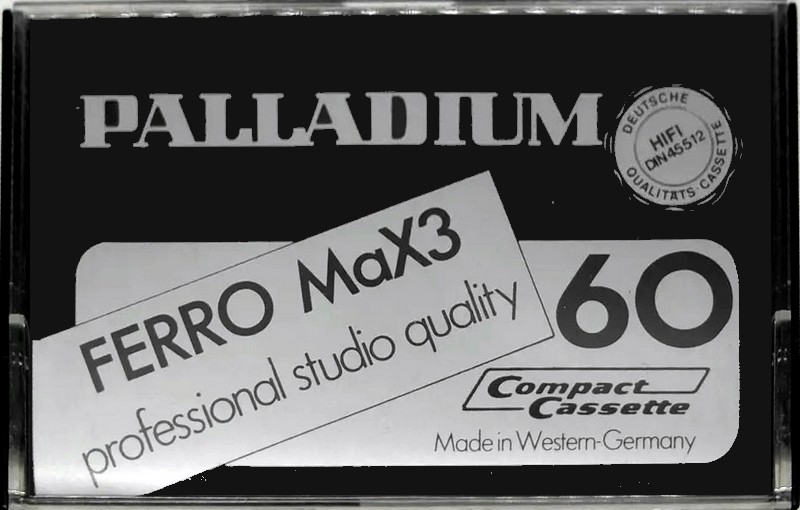 PALLADIUM
DEUTSCHE
HIFI
DIN 45512
QUALITÄTS-CASSETTE
FERRO MaX3
professional studio quality
60
Compact
Cassette
Made in Western-Germany